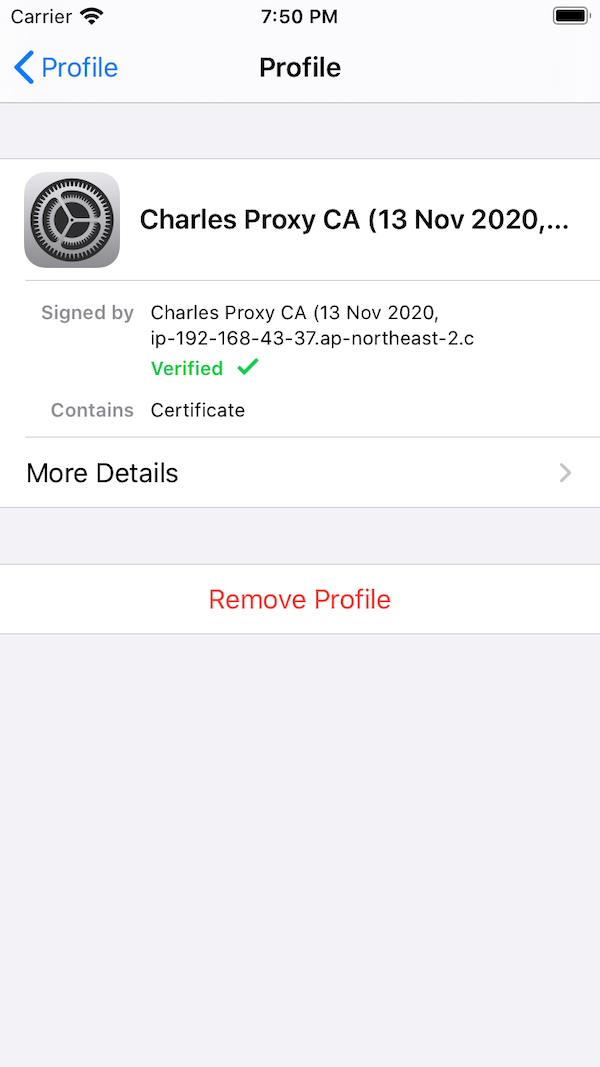 Carrier 7:50 PM
Profile Profile
Charles Proxy CA (13 Nov 2020,...
Signed by Charles Proxy CA (13 Nov 2020,
ip-192-168-43-37.ap-northeast-2.c
Verified
Contains Certificate
More Details
Remove Profile